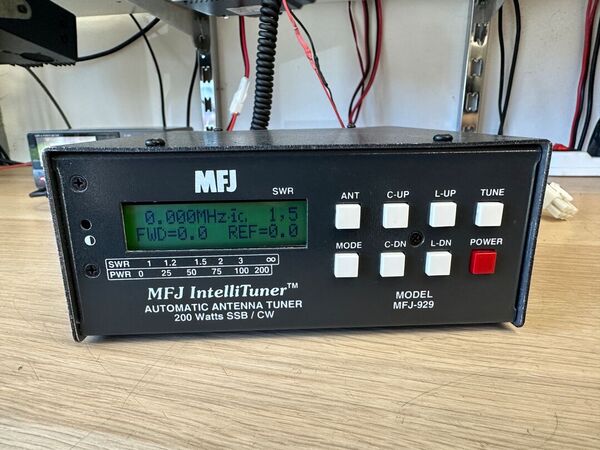 MFJ
SWR
ANT C-UP L-UP TUNE
0.000MHz-ic. 1,5
FWD=0.0 REF=0.0
MODE C-DN L-DN POWER
SWR 1 1.2 1.5 2 3 ∞
PWR 0 25 50 75 100 200
MFJ IntelliTuner™
AUTOMATIC ANTENNA TUNER
200 Watts SSB / CW
MODEL
MFJ-929